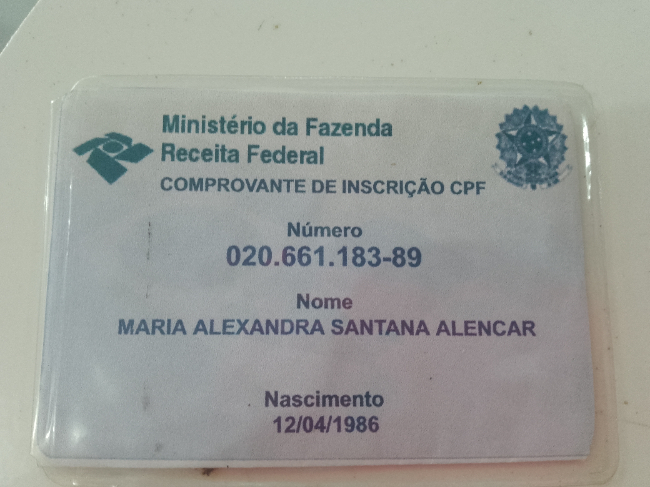 Ministério da Fazenda
Receita Federal
COMPROVANTE DE INSCRIÇÃO CPF
Número
020.661.183-89
Nome
MARIA ALEXANDRA SANTANA ALENCAR
Nascimento
12/04/1986